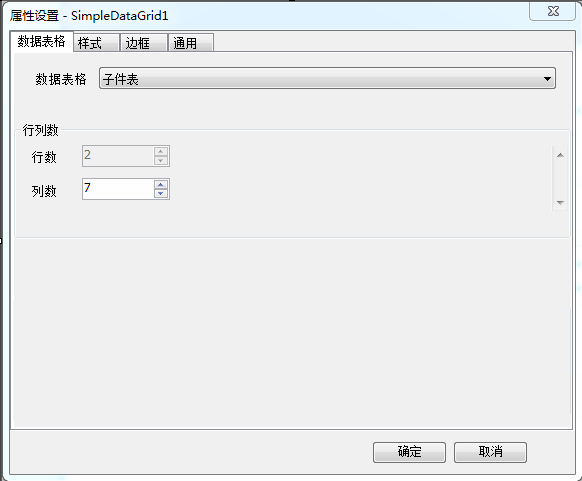 属性设置 - SimpleDataGrid1
数据表格 样式 边框 通用
数据表格 子件表
行列数
行数 2
列数 7
确定 取消